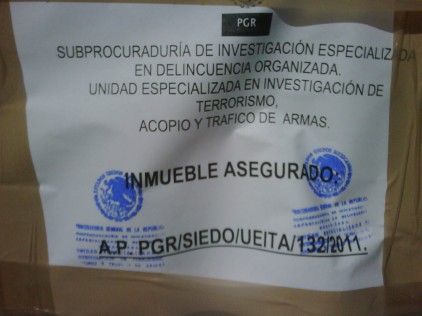 PGR
SUBPROCURADURÍA DE INVESTIGACIÓN ESPECIALIZADA
EN DELINCUENCIA ORGANIZADA.
UNIDAD ESPECIALIZADA EN INVESTIGACIÓN DE
TERRORISMO,
ACOPIO Y TRAFICO DE ARMAS.
INMUEBLE ASEGURADO:
A.P. PGR/SIEDO/UEITA/132/2011.